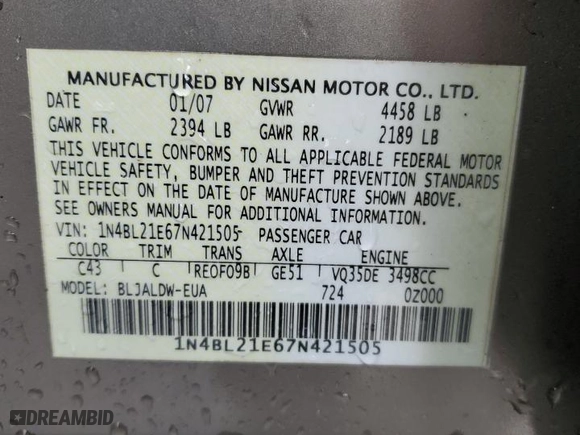 MANUFACTURED BY NISSAN MOTOR CO., LTD.
DATE 01/07 GVWR 4458 LB
GAWR FR. 2394 LB GAWR RR. 2189 LB
THIS VEHICLE CONFORMS TO ALL APPLICABLE FEDERAL MOTOR
VEHICLE SAFETY, BUMPER AND THEFT PREVENTION STANDARDS
IN EFFECT ON THE DATE OF MANUFACTURE SHOWN ABOVE.
SEE OWNERS MANUAL FOR ADDITIONAL INFORMATION.
VIN: 1N4BL21E67N421505 PASSENGER CAR
COLOR TRIM TRANS AXLE ENGINE
C43 C RE0F09B GE51 VQ35DE 3498CC
MODEL: BLJALDW-EUA 724 0Z000
1N4BL21E67N421505
DREAMBID